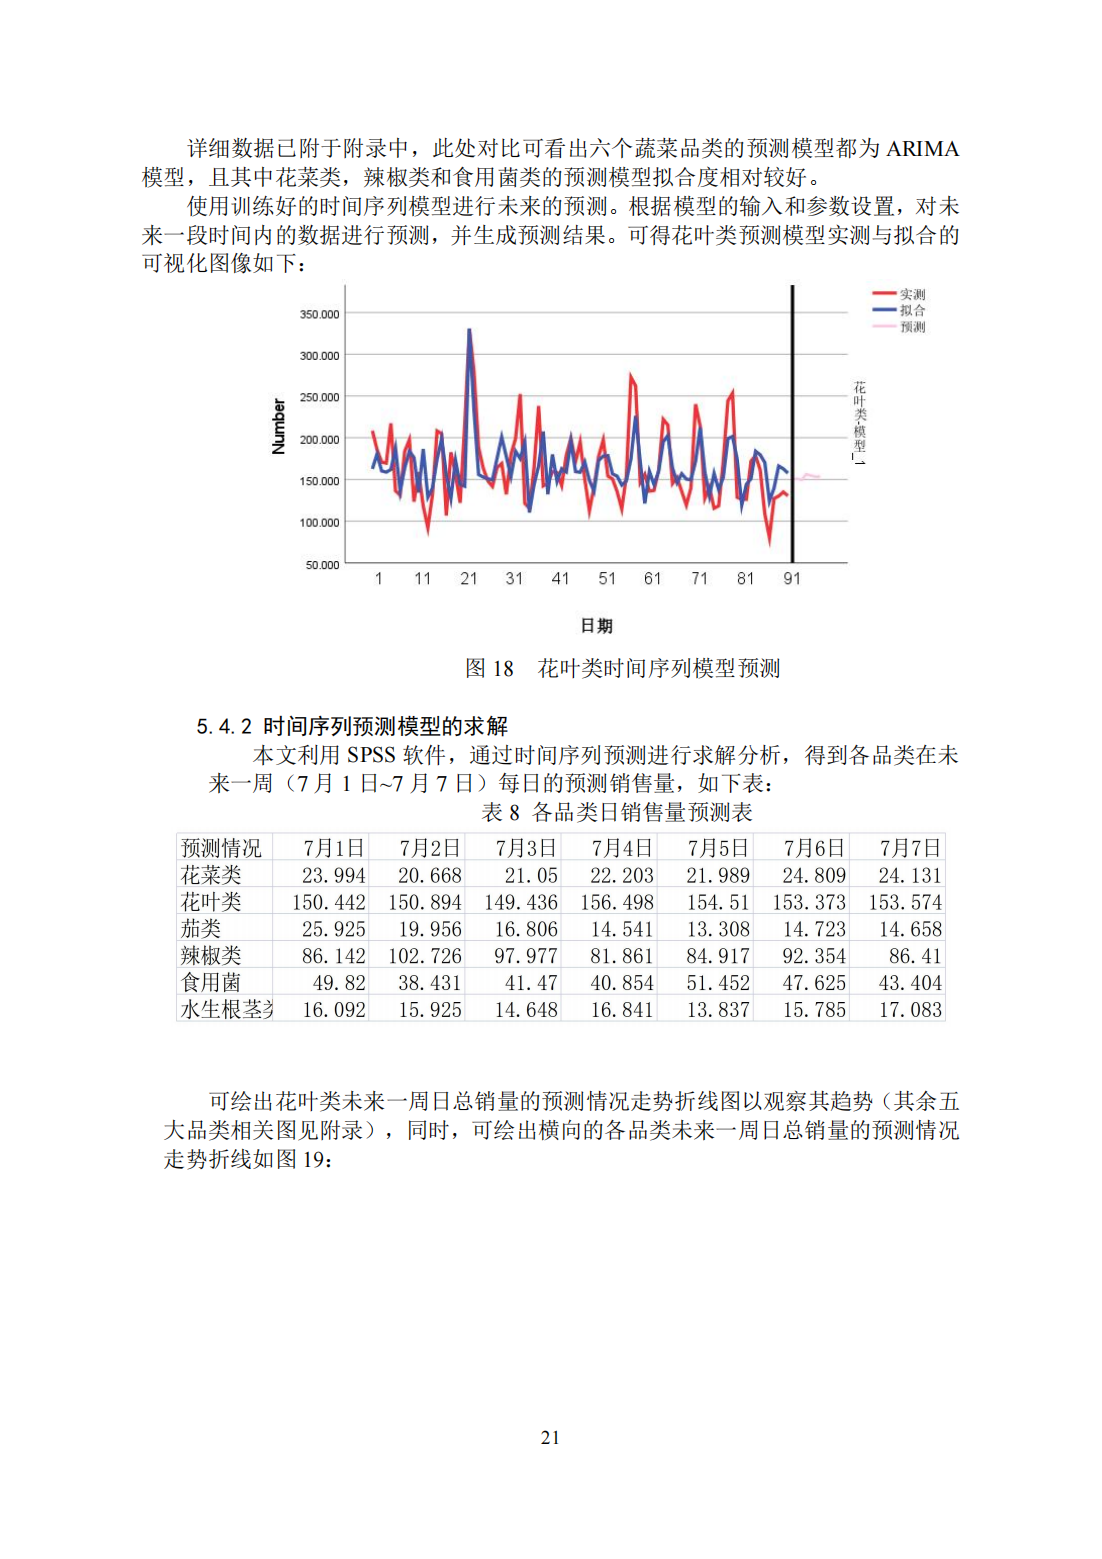 详细数据已附于附录中，此处对比可看出六个蔬菜品类的预测模型都为 ARIMA
模型，且其中花菜类，辣椒类和食用菌类的预测模型拟合度相对较好。
使用训练好的时间序列模型进行未来的预测。根据模型的输入和参数设置，对未
来一段时间内的数据进行预测，并生成预测结果。可得花叶类预测模型实测与拟合的
可视化图像如下：
350.000
300.000
250.000
200.000
150.000
100.000
50.000
Number
1 11 21 31 41 51 61 71 81 91
日期
实测
拟合
预测
花叶类-模型_1
图 18 花叶类时间序列模型预测
5.4.2 时间序列预测模型的求解
本文利用 SPSS 软件，通过时间序列预测进行求解分析，得到各品类在未
来一周（7 月 1 日~7 月 7 日）每日的预测销售量，如下表：
表 8 各品类日销售量预测表
预测情况 7月1日 7月2日 7月3日 7月4日 7月5日 7月6日 7月7日
花菜类 23.994 20.668 21.05 22.203 21.989 24.809 24.131
花叶类 150.442 150.894 149.436 156.498 154.51 153.373 153.574
茄类 25.925 19.956 16.806 14.541 13.308 14.723 14.658
辣椒类 86.142 102.726 97.977 81.861 84.917 92.354 86.41
食用菌 49.82 38.431 41.47 40.854 51.452 47.625 43.404
水生根茎类 16.092 15.925 14.648 16.841 13.837 15.785 17.083
可绘出花叶类未来一周日总销量的预测情况走势折线图以观察其趋势（其余五
大品类相关图见附录），同时，可绘出横向的各品类未来一周日总销量的预测情况
走势折线如图 19：
21